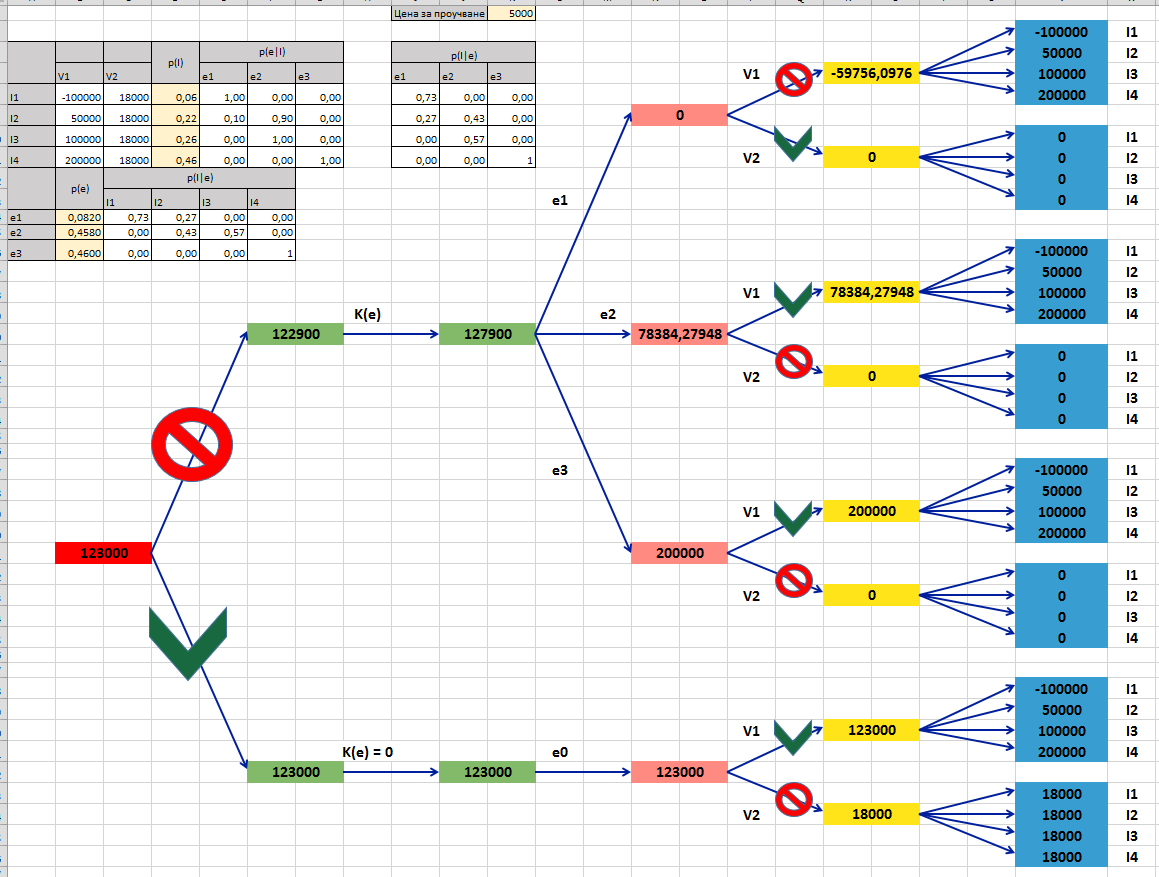 Цена за проучване 5000
p(I) p(e|I) p(I|e)
V1 V2 e1 e2 e3 e1 e2 e3
I1 -100000 18000 0,06 1,00 0,00 0,00 0,73 0,00 0,00
I2 50000 18000 0,22 0,10 0,90 0,00 0,27 0,43 0,00
I3 100000 18000 0,26 0,00 1,00 0,00 0,00 0,57 0,00
I4 200000 18000 0,46 0,00 0,00 1,00 0,00 0,00 1
p(e) p(I|e)
I1 I2 I3 I4
e1 0,0820 0,73 0,27 0,00 0,00
e2 0,4580 0,00 0,43 0,57 0,00
e3 0,4600 0,00 0,00 0,00 1
-100000 I1
50000 I2
V1 -59756,0976 100000 I3
200000 I4
0
0 I1
V2 0 0 I2
0 I3
e1 0 I4
-100000 I1
50000 I2
V1 78384,27948 100000 I3
K(e) e2 200000 I4
122900 127900 78384,27948
0 I1
V2 0 0 I2
0 I3
0 I4
e3 -100000 I1
50000 I2
V1 200000 100000 I3
200000 I4
123000 200000
0 I1
V2 0 0 I2
0 I3
0 I4
-100000 I1
50000 I2
V1 123000 100000 I3
K(e) = 0 e0 200000 I4
123000 123000 123000
18000 I1
V2 18000 18000 I2
18000 I3
18000 I4